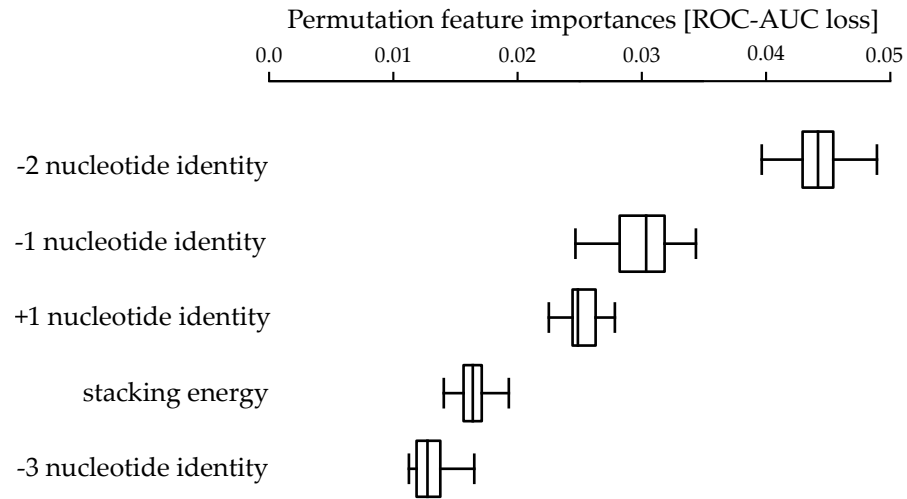 Permutation feature importances [ROC-AUC loss]
0.0 0.01 0.02 0.03 0.04 0.05
-2 nucleotide identity
-1 nucleotide identity
+1 nucleotide identity
stacking energy
-3 nucleotide identity